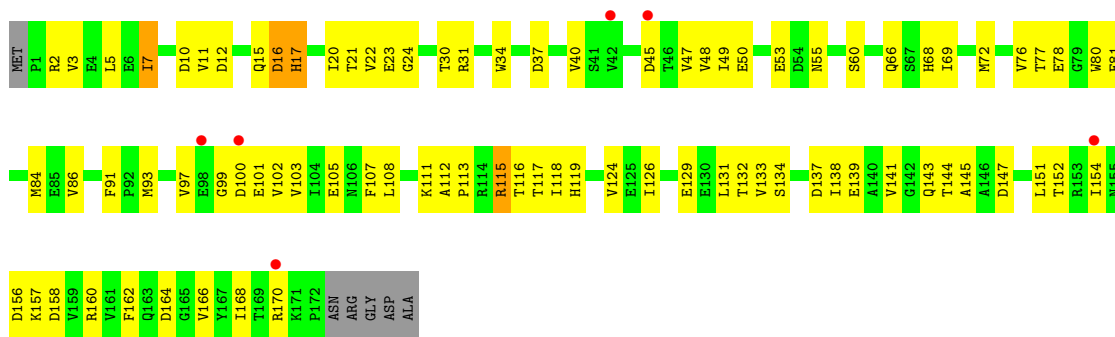 MET P1 R2 V3 E4 L5 E6 I7 D10 V11 D12 Q15 D16 H17 I20 T21 V22 E23 G24 T30 R31 W34 D37 V40 S41 V42 D45 T46 V47 V48 I49 E50 E53 D54 N55 S60 Q66 S67 H68 I69 M72 V76 T77 E78 G79 W80
M84 E85 V86 F91 P92 M93 V97 E98 G99 D100 E101 V102 V103 I104 E105 N106 F107 L108 K111 A112 P113 R114 R115 T116 T117 I118 H119 V124 E125 I126 E129 E130 L131 T132 V133 S134 D137 I138 E139 A140 V141 G142 Q143 T144 A145 A146 D147 L151 T152 R153 I154
D156 K157 D158 V159 R160 V161 F162 Q163 D164 G165 V166 Y167 I168 T169 R170 K171 P172 ASN ARG GLY ASP ALA